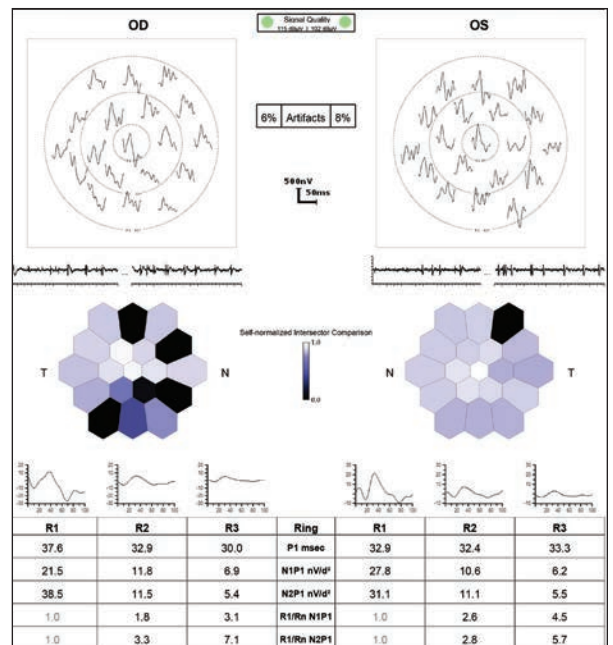 OD
Signal Quality
OS
6% Artifacts 8%
500nV
50ms
Self-normalized Intersector Comparison
1.0
T
N
N
T
0.0
R1 R2 R3 Ring R1 R2 R3
37.6 32.9 30.0 P1 msec 32.9 32.4 33.3
21.5 11.8 6.9 N1P1 nV/d² 27.8 10.6 6.2
38.5 11.5 5.4 N2P1 nV/d² 31.1 11.1 5.5
1.0 1.8 3.1 R1/Rn N1P1 1.0 2.6 4.5
1.0 3.3 7.1 R1/Rn N2P1 1.0 2.8 5.7